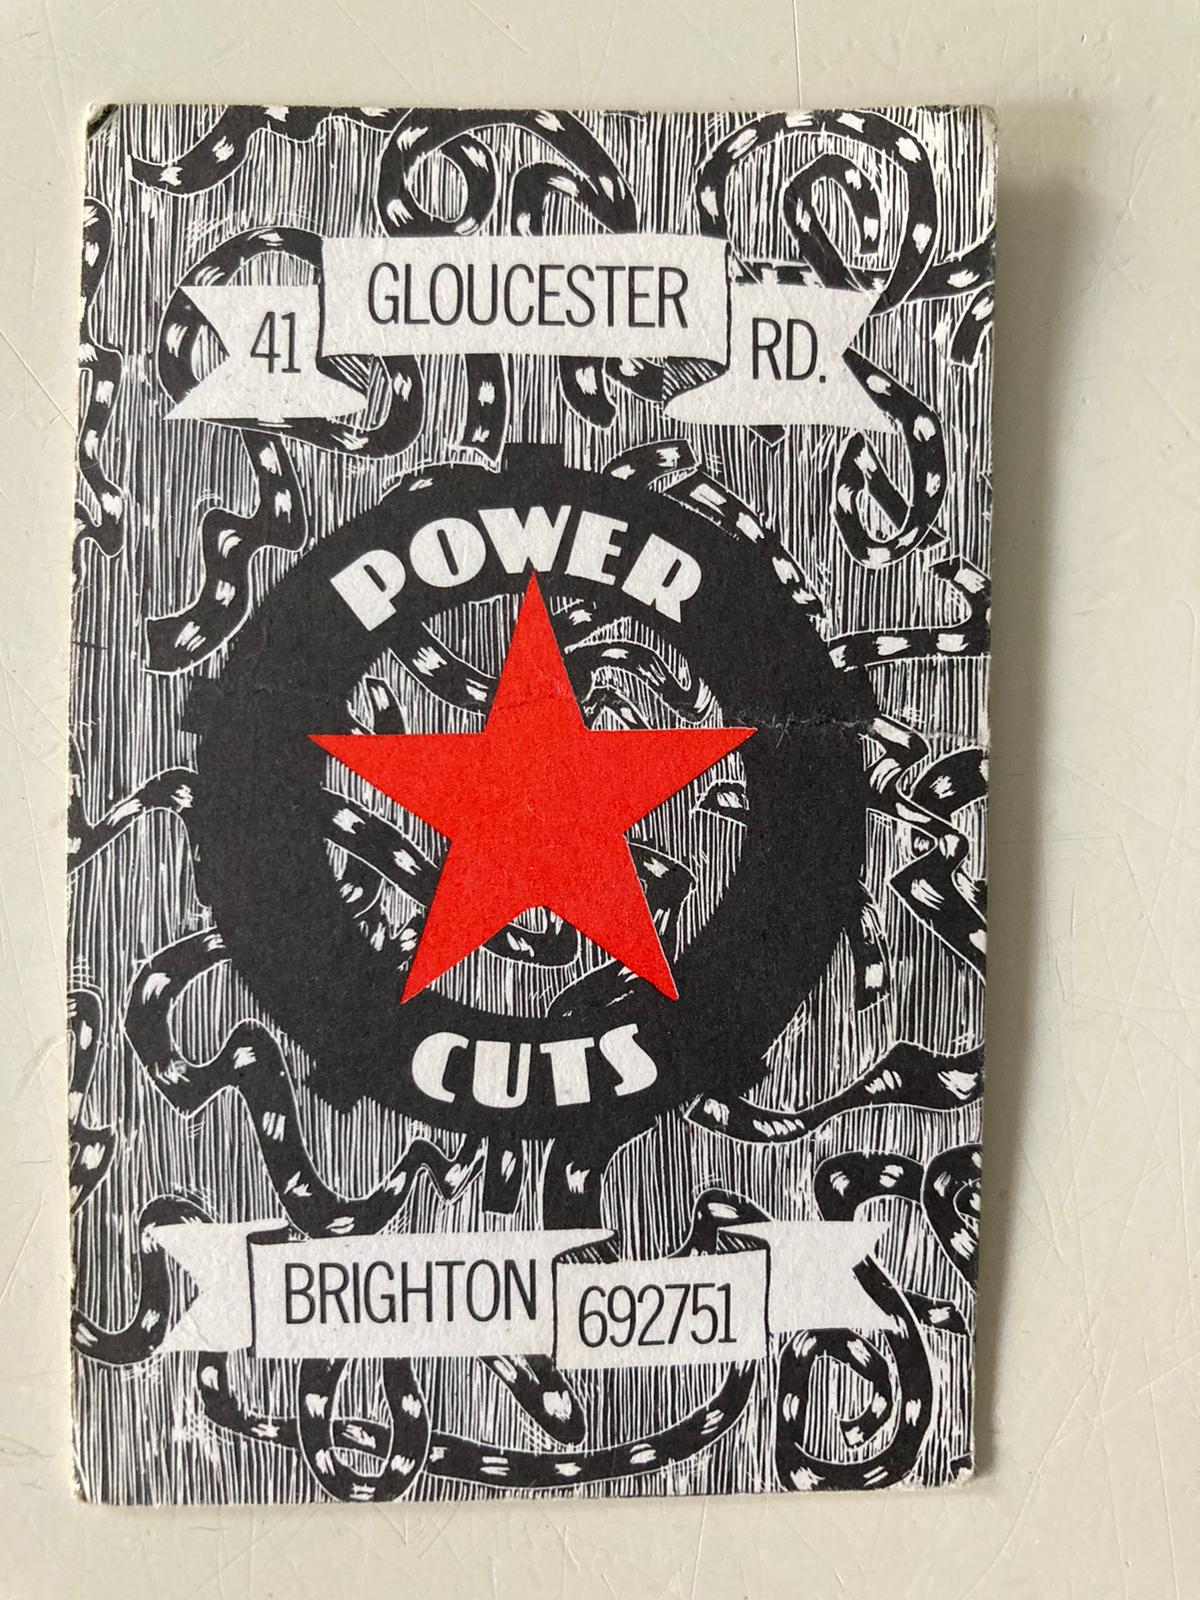 41 GLOUCESTER RD.
POWER
CUTS
BRIGHTON 692751